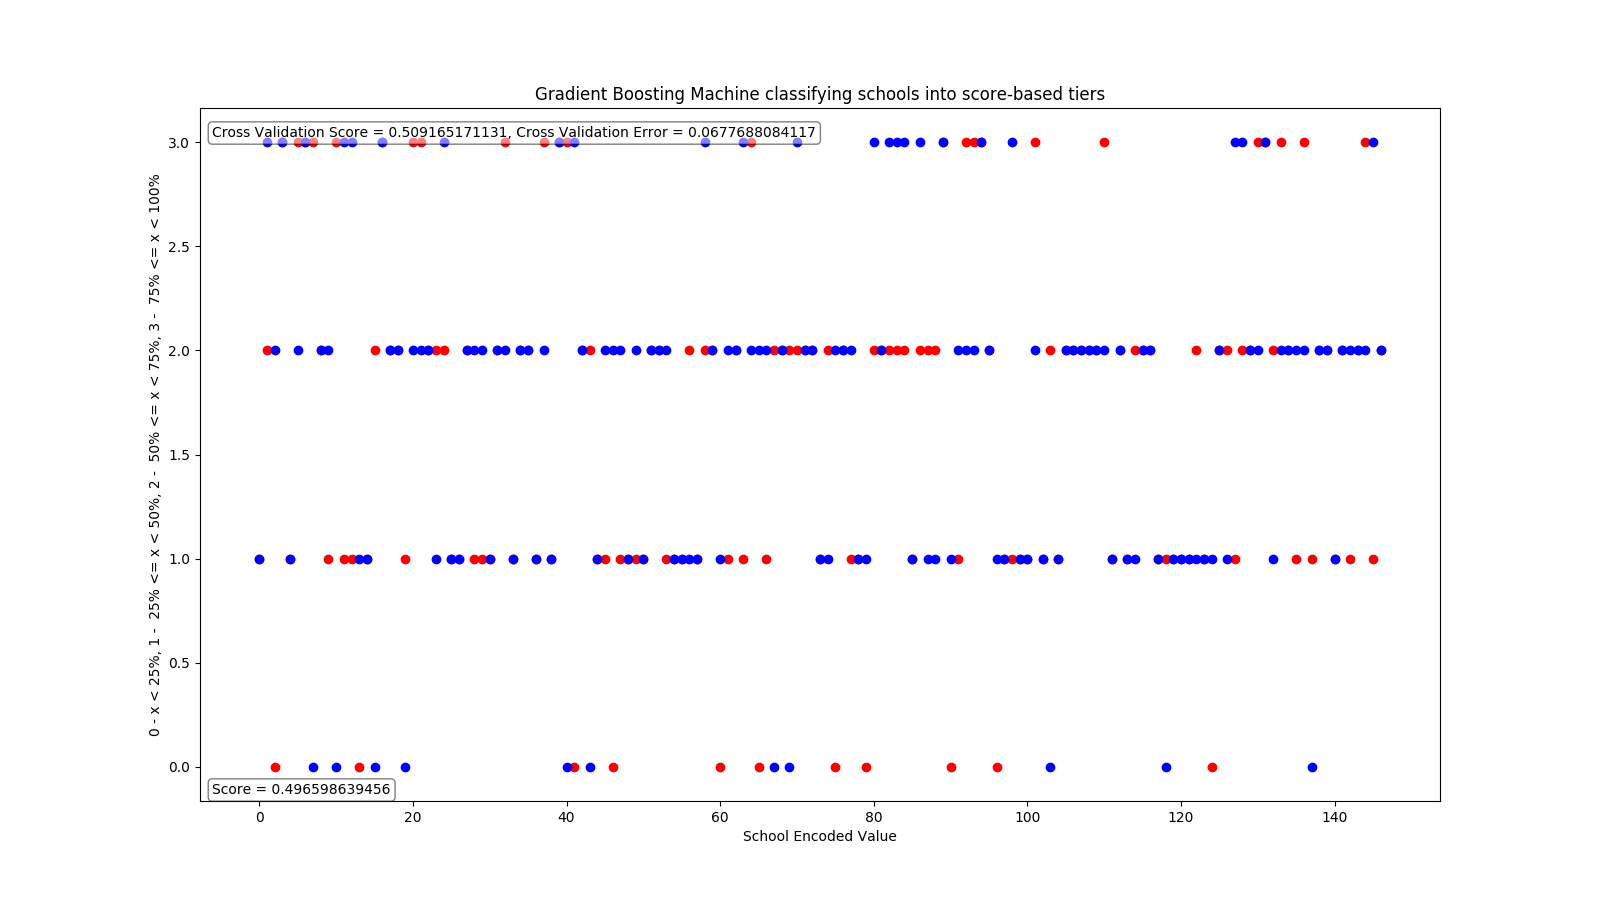 Gradient Boosting Machine classifying schools into score-based tiers
Cross Validation Score = 0.509165171131, Cross Validation Error = 0.0677688084117
3.0
2.5
2.0
1.5
1.0
0.5
0.0
0 - x < 25%, 1 -  25% <= x < 50%, 2 -  50% <= x < 75%, 3 -  75% <= x < 100%
Score = 0.496598639456
0 20 40 60 80 100 120 140
School Encoded Value